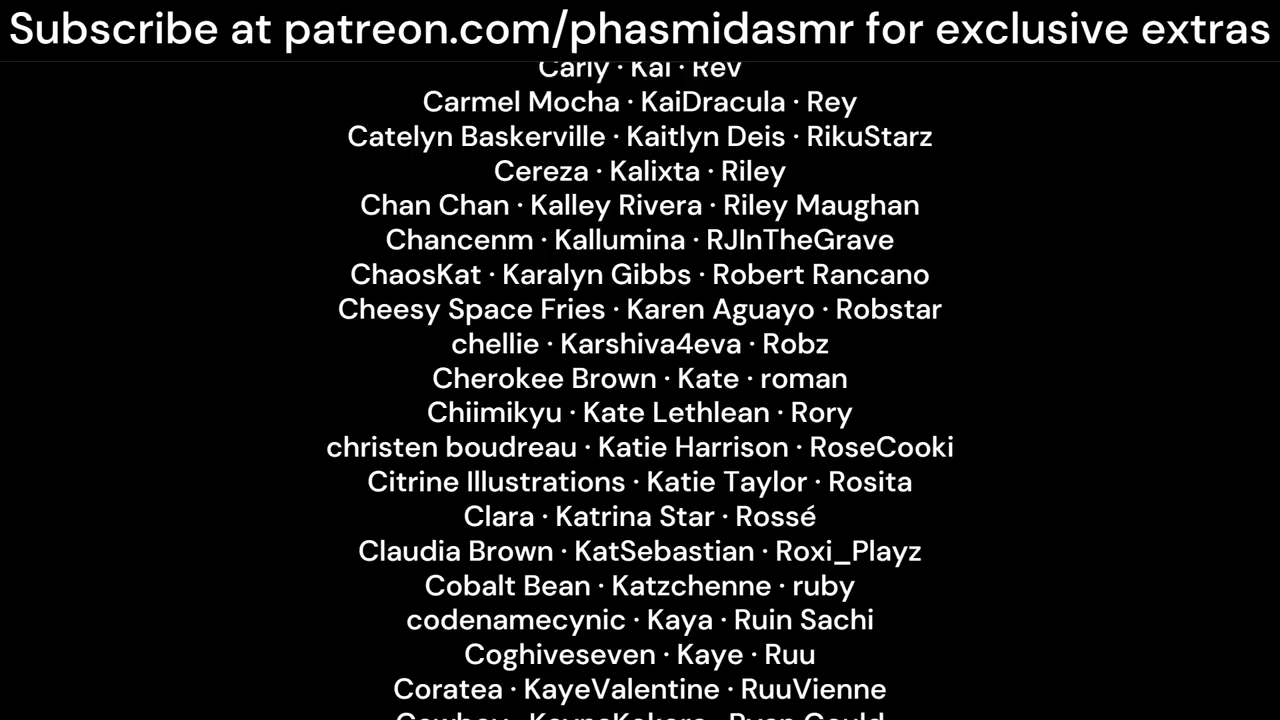 Subscribe at patreon.com/phasmidasmr for exclusive extras
Carly · Kai · Rev
Carmel Mocha · KaiDracula · Rey
Catelyn Baskerville · Kaitlyn Deis · RikuStarz
Cereza · Kalixta · Riley
Chan Chan · Kalley Rivera · Riley Maughan
Chancenm · Kallumina · RJInTheGrave
ChaosKat · Karalyn Gibbs · Robert Rancano
Cheesy Space Fries · Karen Aguayo · Robstar
chellie · Karshiva4eva · Robz
Cherokee Brown · Kate · roman
Chiimikyu · Kate Lethlean · Rory
christen boudreau · Katie Harrison · RoseCooki
Citrine Illustrations · Katie Taylor · Rosita
Clara · Katrina Star · Rossé
Claudia Brown · KatSebastian · Roxi_Playz
Cobalt Bean · Katzchenne · ruby
codenamecynic · Kaya · Ruin Sachi
Coghiveseven · Kaye · Ruu
Coratea · KayeValentine · RuuVienne